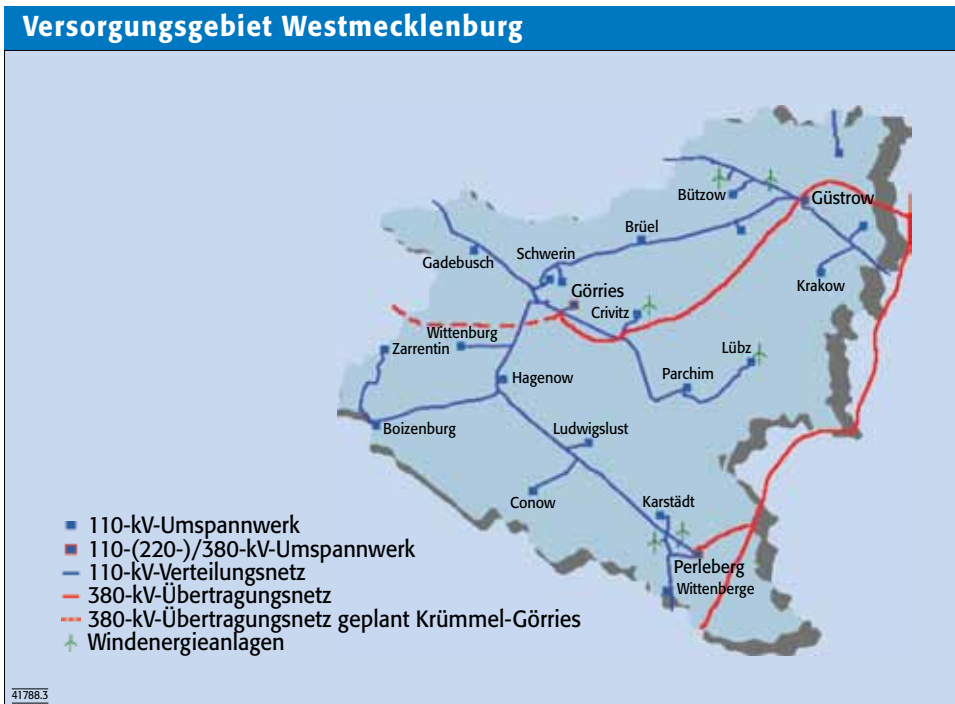 Versorgungsgebiet Westmecklenburg
Bützow
Güstrow
Brüel
Schwerin
Gadebusch
Krakow
Görries
Crivitz
Wittenburg
Zarrentin
Lübz
Parchim
Hagenow
Boizenburg
Ludwigslust
Conow
Karstädt
Perleberg
Wittenberge
110-kV-Umspannwerk
110-(220-)/380-kV-Umspannwerk
110-kV-Verteilungsnetz
380-kV-Übertragungsnetz
380-kV-Übertragungsnetz geplant Krümmel-Görries
Windenergieanlagen
41788.3